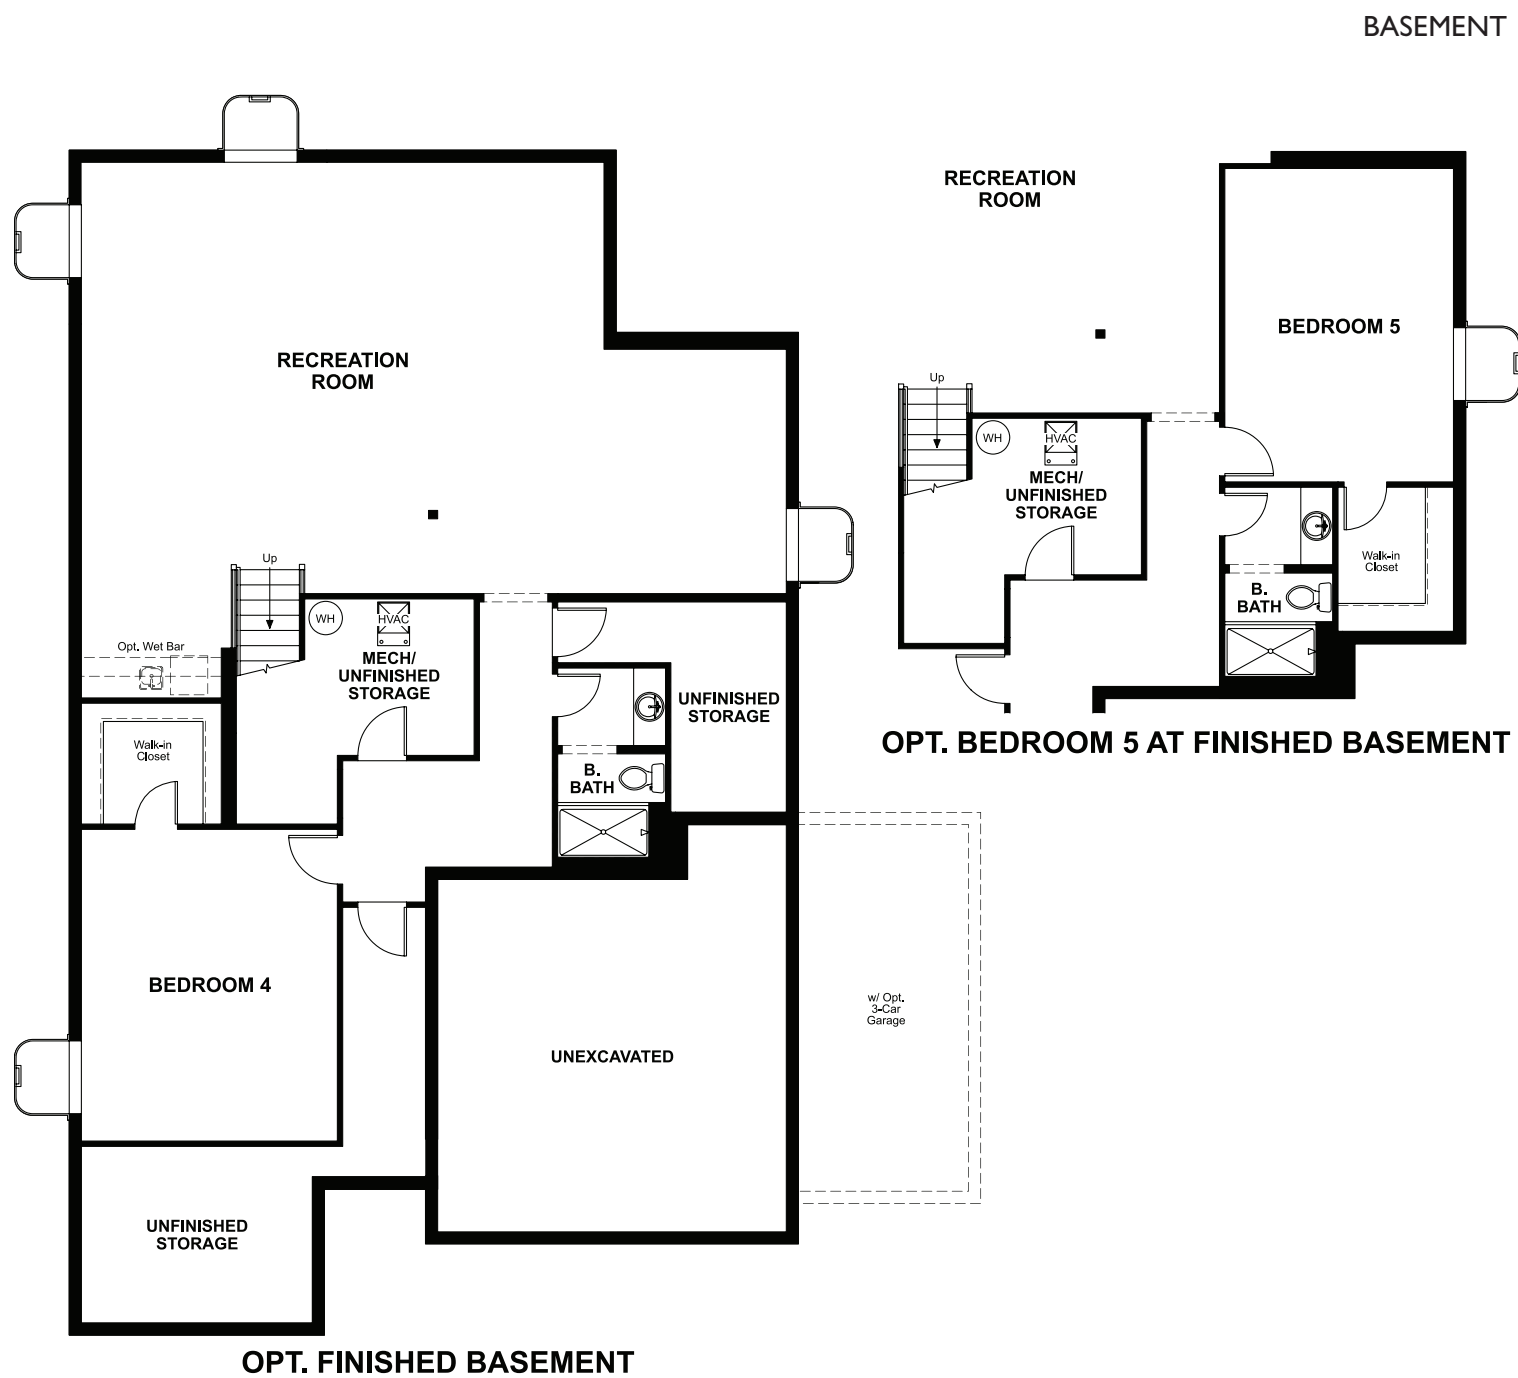 BASEMENT
RECREATION
ROOM
Up
WH
HVAC
MECH/
UNFINISHED
STORAGE
Opt. Wet Bar
Walk-in
Closet
UNFINISHED
STORAGE
B.
BATH
BEDROOM 4
UNEXCAVATED
w/ Opt.
3-Car
Garage
UNFINISHED
STORAGE
OPT. FINISHED BASEMENT
RECREATION
ROOM
BEDROOM 5
Up
WH
HVAC
MECH/
UNFINISHED
STORAGE
Walk-in
Closet
B.
BATH
OPT. BEDROOM 5 AT FINISHED BASEMENT